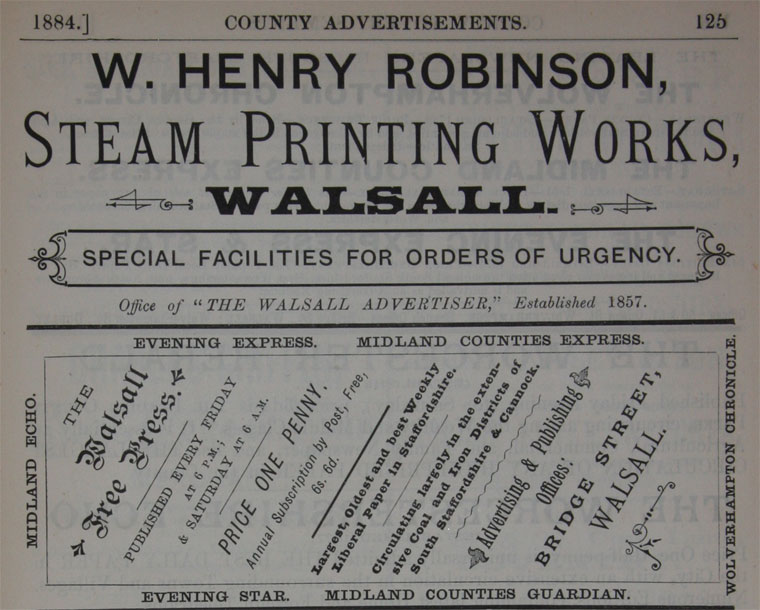 1884.] COUNTY ADVERTISEMENTS. 125
W. HENRY ROBINSON,
STEAM PRINTING WORKS,
WALSALL.
SPECIAL FACILITIES FOR ORDERS OF URGENCY.
Office of "THE WALSALL ADVERTISER," Established 1857.
EVENING EXPRESS. MIDLAND COUNTIES EXPRESS.
MIDLAND ECHO.
THE
Walsall
Free Press.
PUBLISHED EVERY FRIDAY
AT 6 P.M.;
& SATURDAY AT 6 A.M.
PRICE ONE PENNY.
Annual Subscription by Post, Free,
6s. 6d.
Largest, Oldest and best Weekly
Liberal Paper in Staffordshire.
Circulating largely in the exten-
sive Coal and Iron Districts of
South Staffordshire & Cannock.
Advertising & Publishing
Offices:
BRIDGE STREET,
WALSALL.
WOLVERHAMPTON CHRONICLE.
EVENING STAR. MIDLAND COUNTIES GUARDIAN.